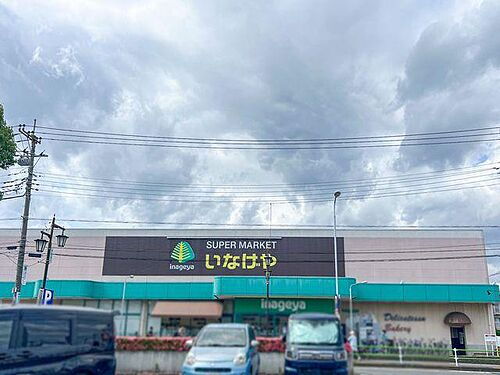 SUPER MARKET
いなげや
inageya
inageya
Delicatessen
Bakery
P